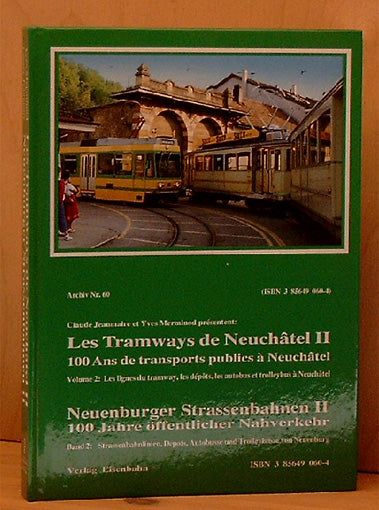 Archiv Nr. 60 (ISBN 3 85649 060-4)
Claude Jeanmaire et Yves Merminod présentent:
Les Tramways de Neuchâtel II
100 Ans de transports publics à Neuchâtel
Volume 2: Les lignes du tramway, les dépôts, les autobus et trolleybus à Neuchâtel
Neuenburger Strassenbahnen II
100 Jahre öffentlicher Nahverkehr
Band 2: Strassenbahnlinien, Depots, Autobusse und Trolleybusse von Neuenburg
Verlag Eisenbahn ISBN 3 85649 060-4